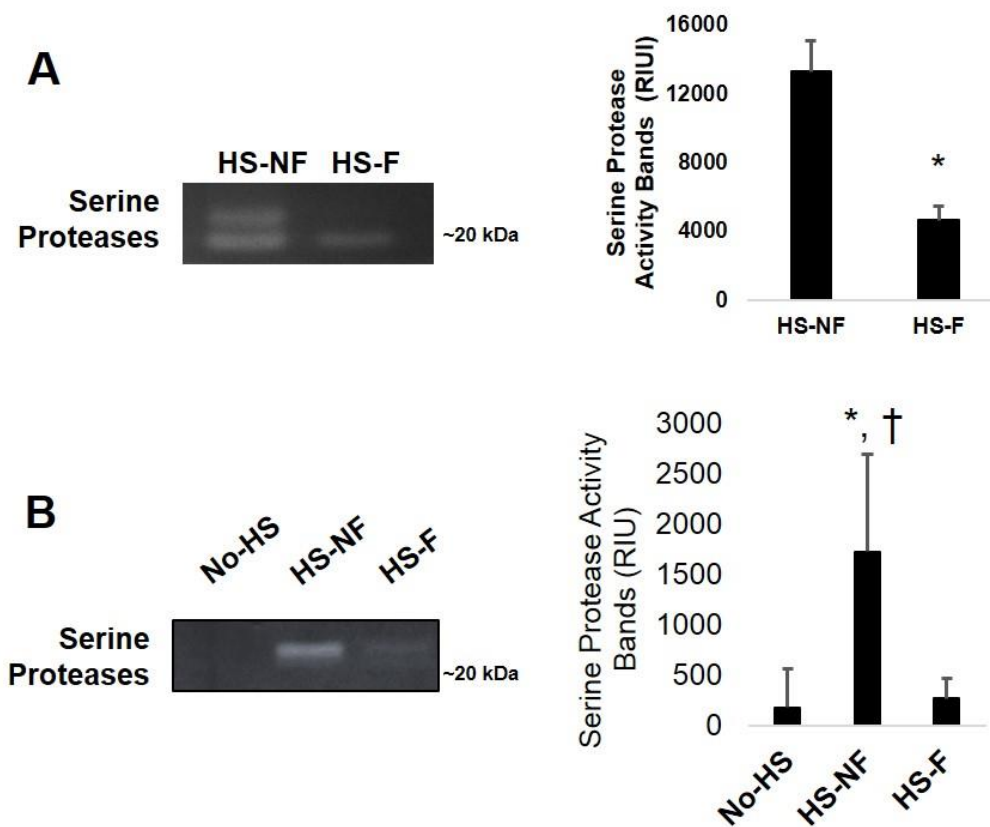 A
HS-NF HS-F
Serine
Proteases
~20 kDa
Serine Protease
Activity Bands (RIUI)
16000
12000
8000
4000
0
*
HS-NF
HS-F
B
No-HS
HS-NF
HS-F
Serine
Proteases
~20 kDa
Serine Protease Activity
Bands (RIU)
3000
2500
2000
1500
1000
500
0
*, †
No-HS
HS-NF
HS-F